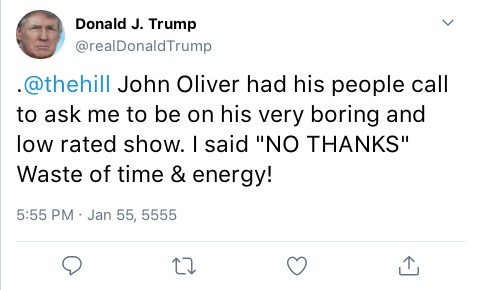 Donald J. Trump
@realDonaldTrump
.@thehill John Oliver had his people call
to ask me to be on his very boring and
low rated show. I said "NO THANKS"
Waste of time & energy!
5:55 PM · Jan 55, 5555